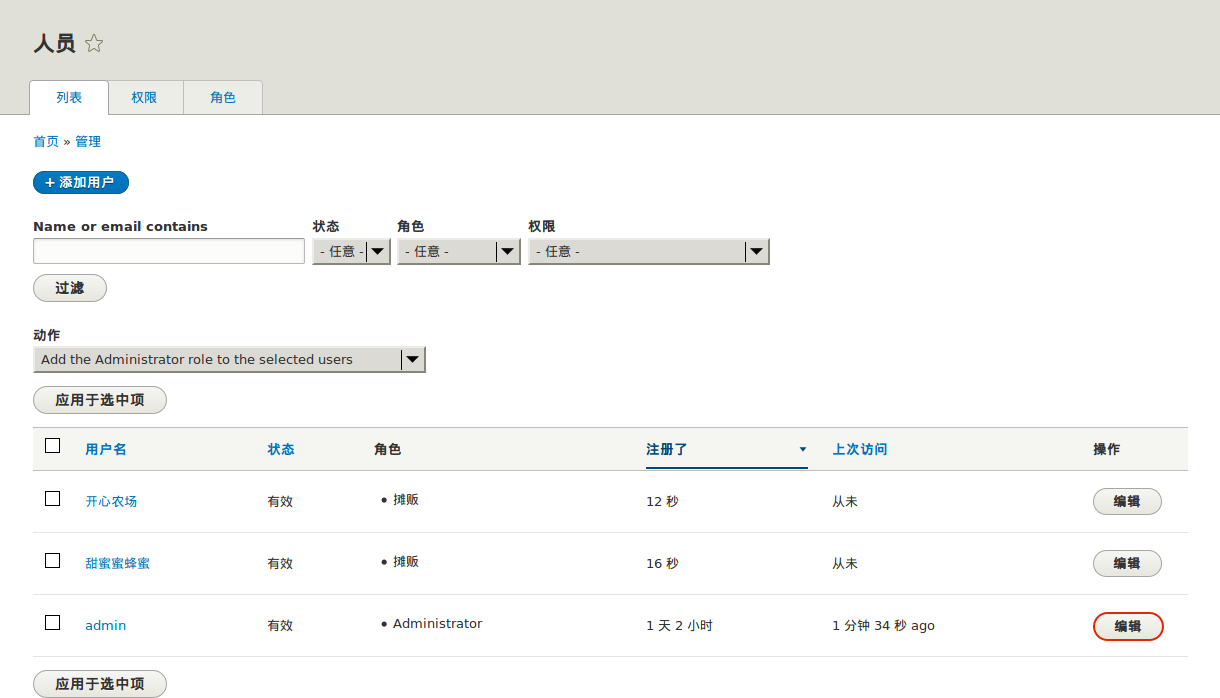 人员
列表 权限 角色
首页 » 管理
+ 添加用户
Name or email contains 状态 角色 权限
- 任意 - - 任意 - - 任意 -
过滤
动作
Add the Administrator role to the selected users
应用于选中项
用户名 状态 角色 注册了 上次访问 操作
开心农场 有效 • 摊贩 12 秒 从未 编辑
甜蜜蜜蜂蜜 有效 • 摊贩 16 秒 从未 编辑
admin 有效 • Administrator 1 天 2 小时 1 分钟 34 秒 ago 编辑
应用于选中项